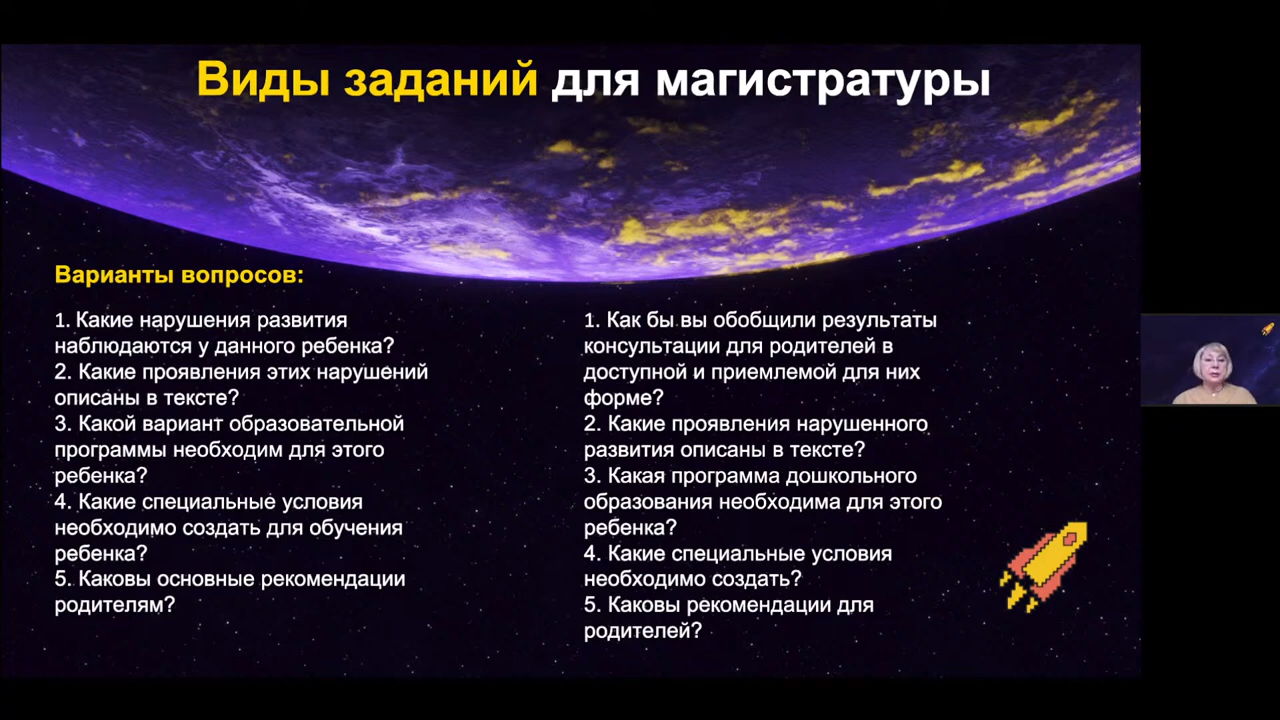 Виды заданий для магистратуры
Варианты вопросов:
1. Какие нарушения развития
наблюдаются у данного ребенка?
2. Какие проявления этих нарушений
описаны в тексте?
3. Какой вариант образовательной
программы необходим для этого
ребенка?
4. Какие специальные условия
необходимо создать для обучения
ребенка?
5. Каковы основные рекомендации
родителям?
1. Как бы вы обобщили результаты
консультации для родителей в
доступной и приемлемой для них
форме?
2. Какие проявления нарушенного
развития описаны в тексте?
3. Какая программа дошкольного
образования необходима для этого
ребенка?
4. Какие специальные условия
необходимо создать?
5. Каковы рекомендации для
родителей?